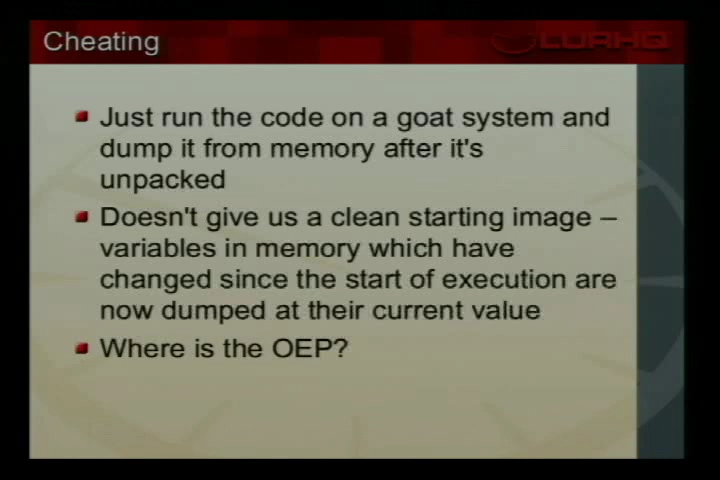 Cheating
LURHQ
Just run the code on a goat system and
dump it from memory after it's
unpacked
Doesn't give us a clean starting image –
variables in memory which have
changed since the start of execution are
now dumped at their current value
Where is the OEP?